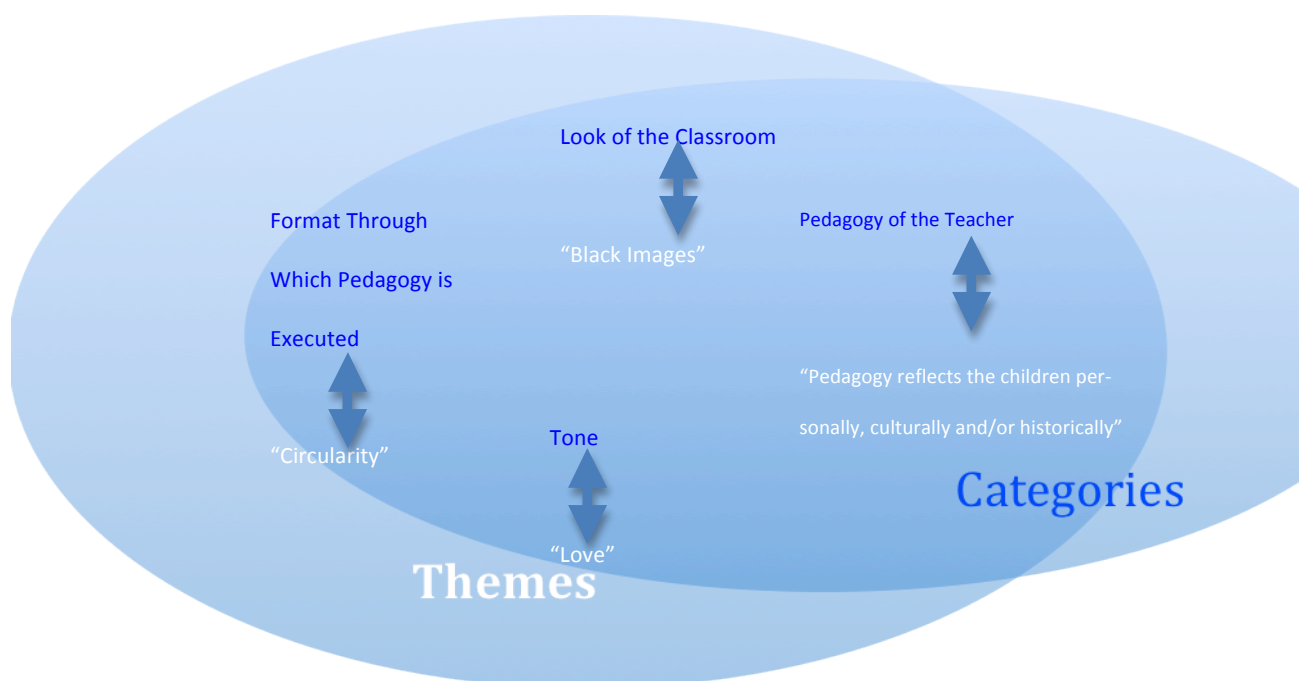 Look of the Classroom
“Black Images”
Format Through
Which Pedagogy is
Executed
“Circularity”
Pedagogy of the Teacher
“Pedagogy reflects the children per-
sonally, culturally and/or historically”
Tone
“Love”
Categories
Themes